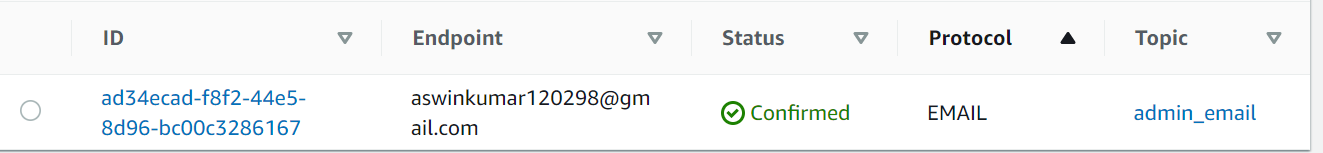 ID Endpoint Status Protocol Topic
ad34ecad-f8f2-44e5-
8d96-bc00c3286167
aswinkumar120298@gm
ail.com
Confirmed
EMAIL
admin_email